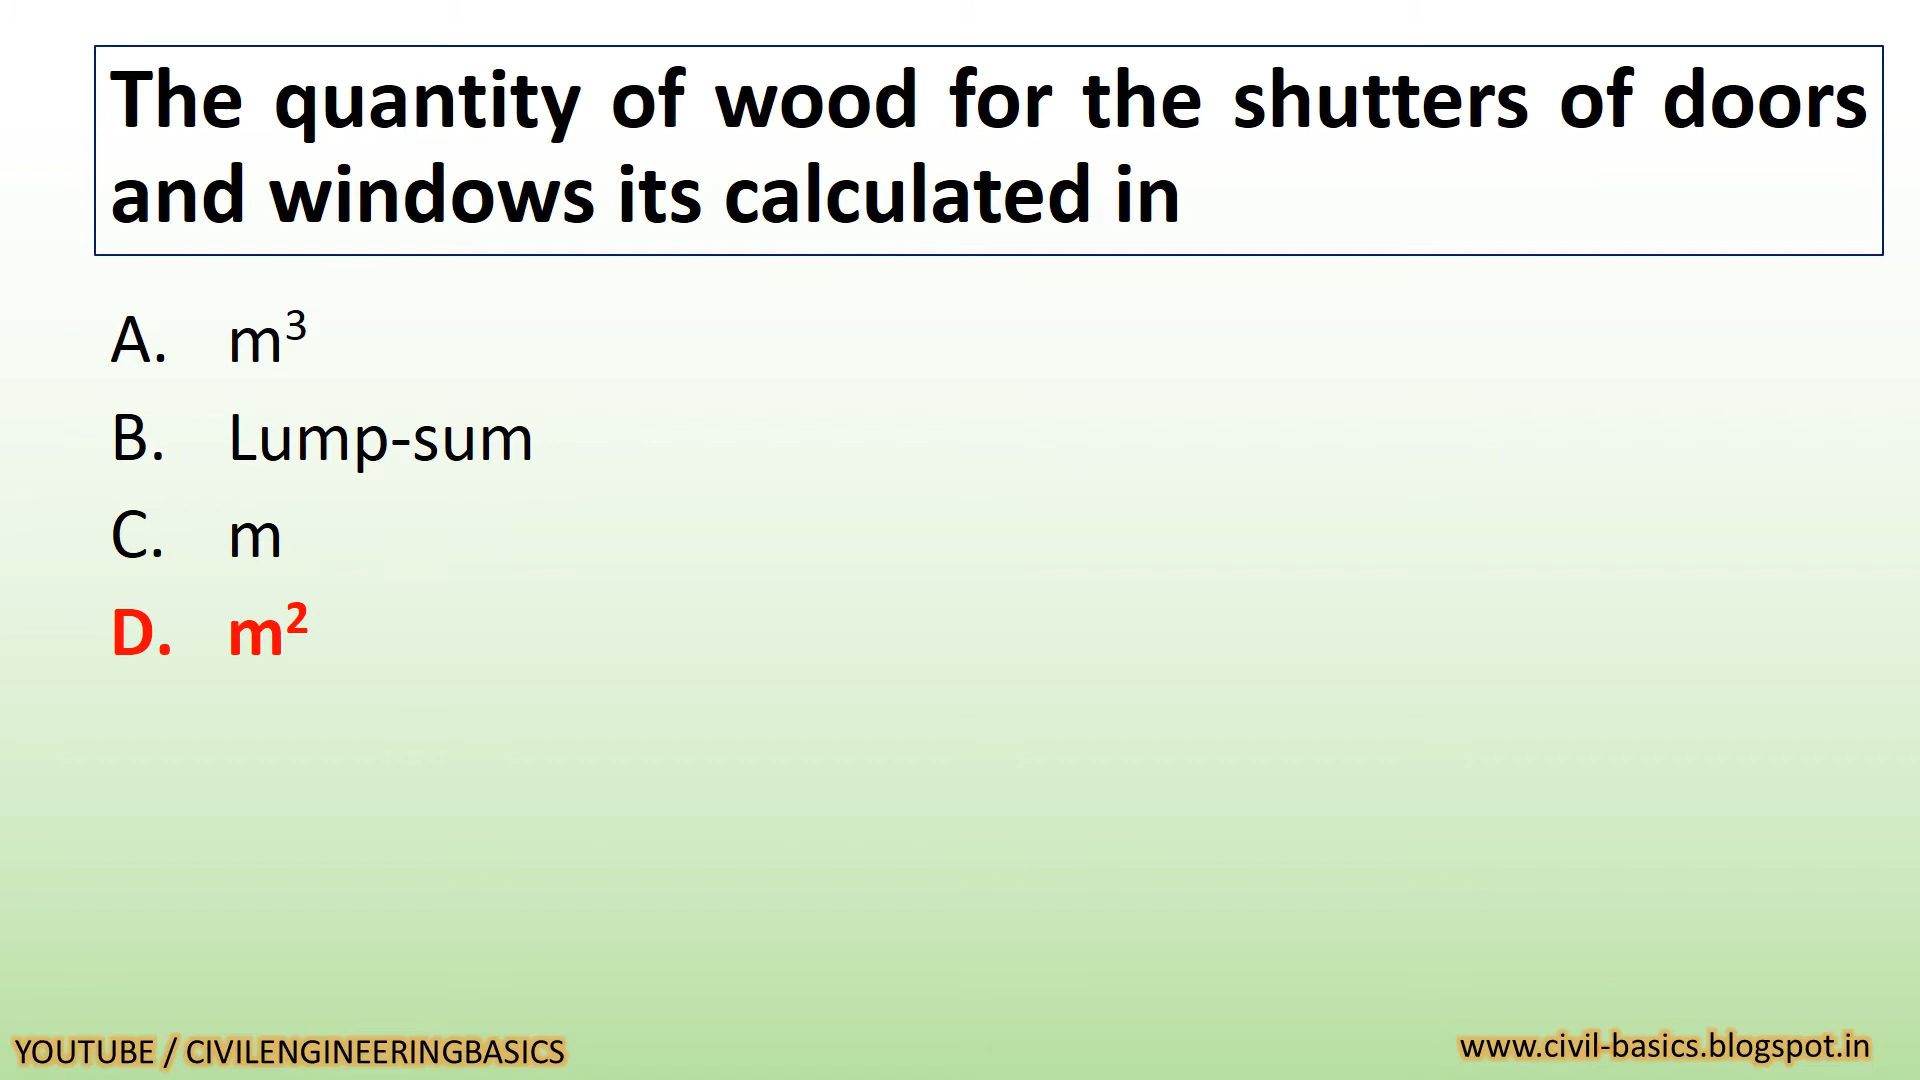 The quantity of wood for the shutters of doors
and windows its calculated in
A. m³
B. Lump-sum
C. m
D. m²
YOUTUBE / CIVILENGINEERINGBASICS
www.civil-basics.blogspot.in